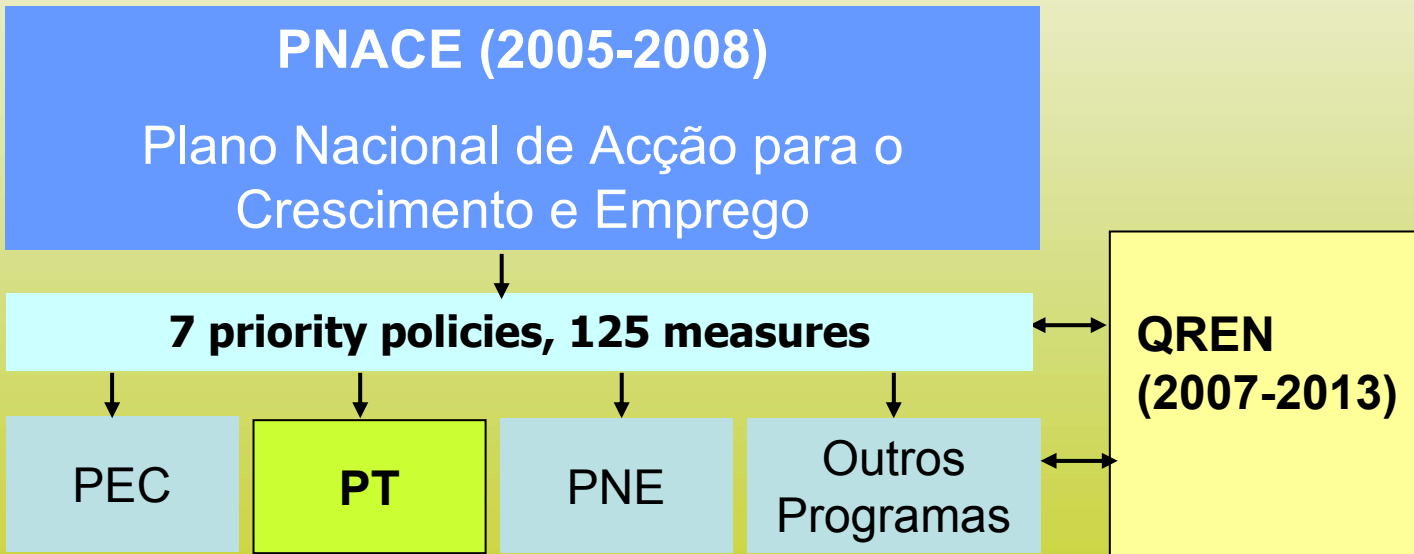 PNACE (2005-2008)
Plano Nacional de Acção para o
Crescimento e Emprego
7 priority policies, 125 measures
QREN
(2007-2013)
PEC
PT
PNE
Outros
Programas